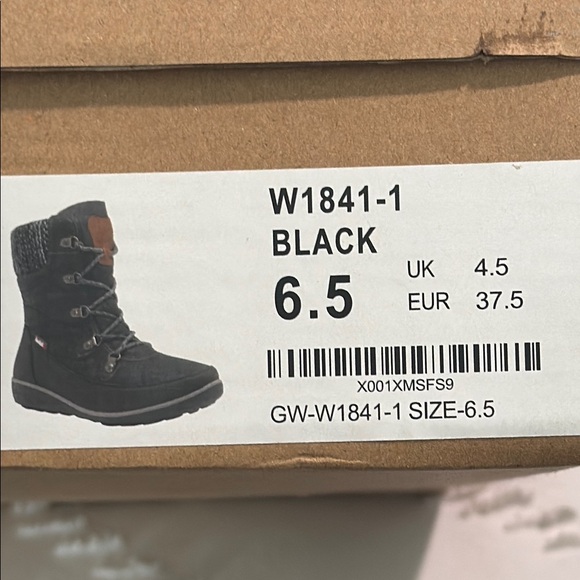 W1841-1
BLACK
6.5 UK 4.5
EUR 37.5
X001XMSFS9
GW-W1841-1 SIZE-6.5